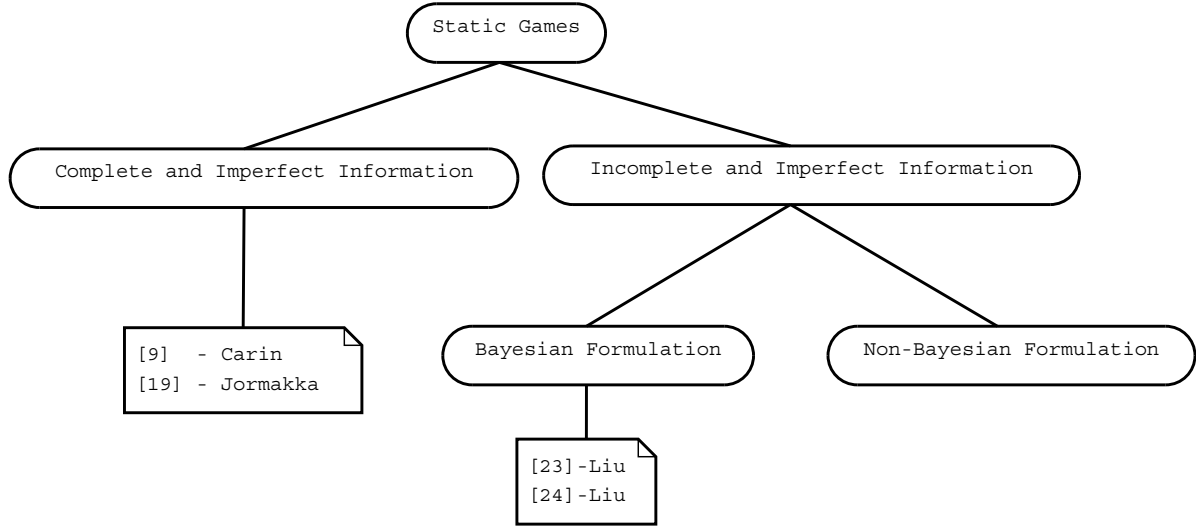 Static Games
Complete and Imperfect Information
Incomplete and Imperfect Information
[9]  - Carin
[19] - Jormakka
Bayesian Formulation
Non-Bayesian Formulation
[23]-Liu
[24]-Liu